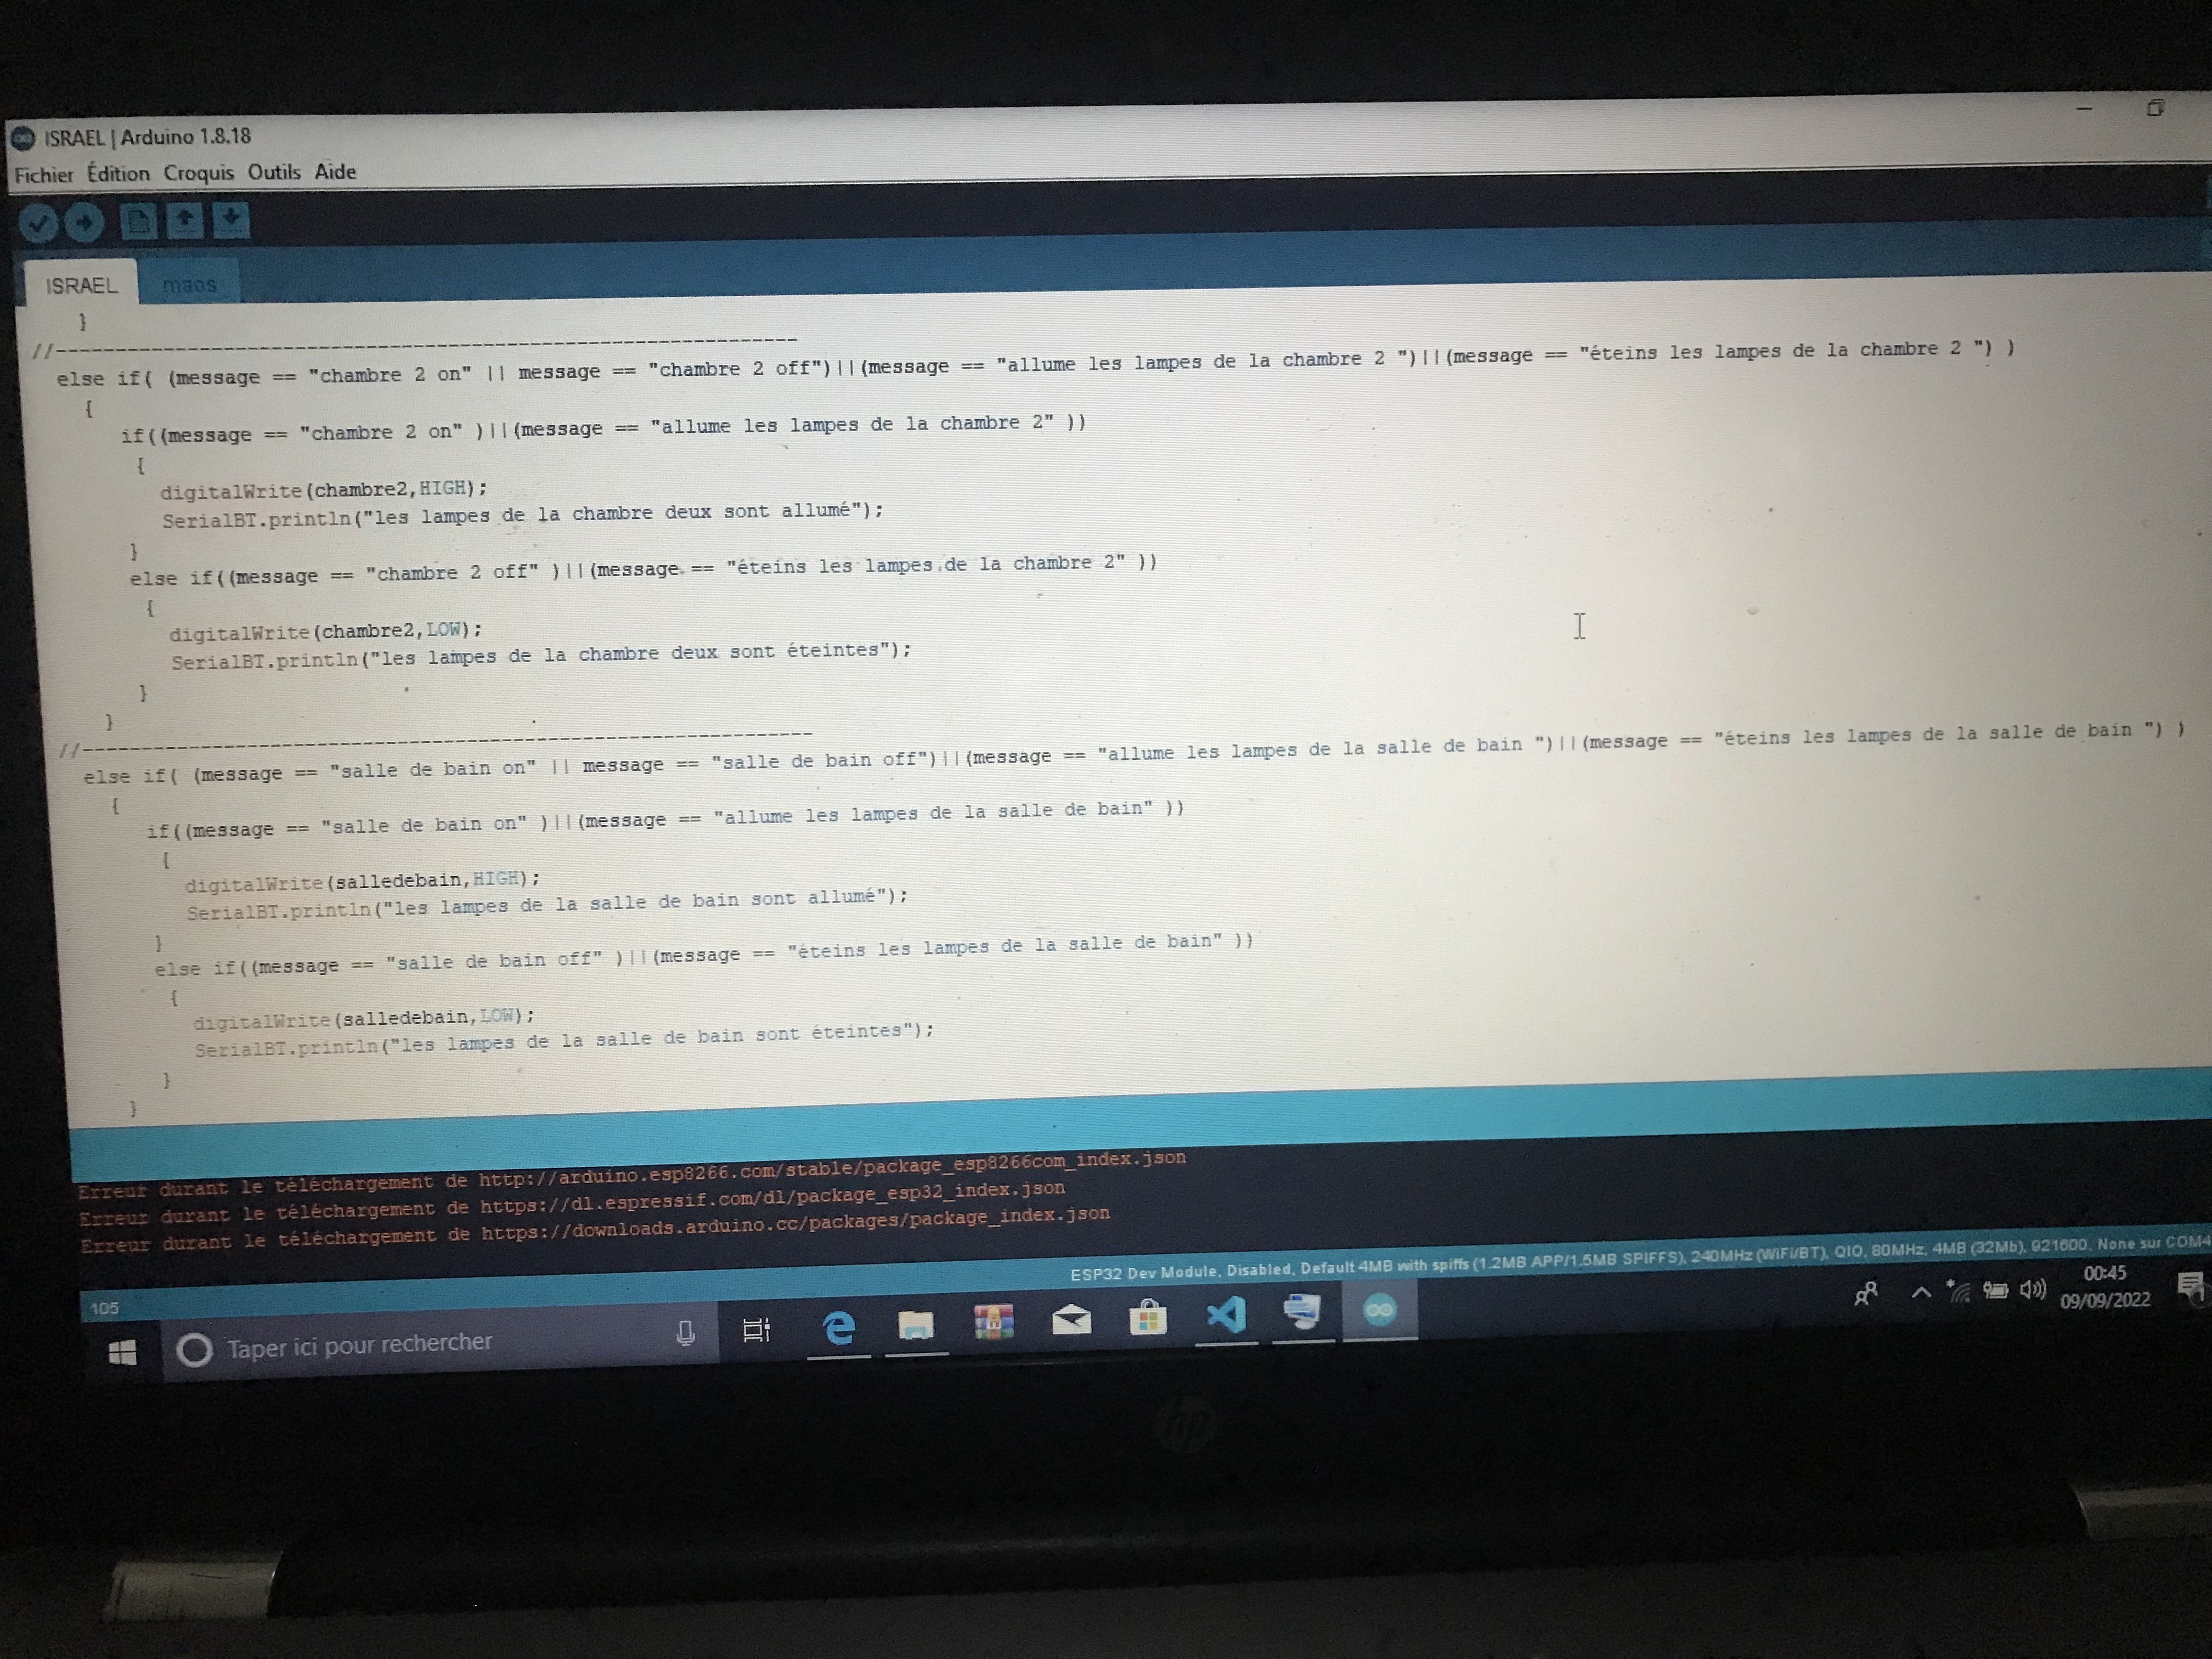 ISRAEL | Arduino 1.8.18
Fichier Édition Croquis Outils Aide
ISRAEL maos
}
//--------------------------------------------------------------
else if( (message == "chambre 2 on" || message == "chambre 2 off")||(message == "allume les lampes de la chambre 2 ")||(message == "éteins les lampes de la chambre 2 ") )
{
if((message == "chambre 2 on" )||(message == "allume les lampes de la chambre 2" ))
{
digitalWrite(chambre2,HIGH);
SerialBT.println("les lampes de la chambre deux sont allumé");
}
else if((message == "chambre 2 off" )||(message == "éteins les lampes de la chambre 2" ))
{
digitalWrite(chambre2,LOW);
SerialBT.println("les lampes de la chambre deux sont éteintes");
}
}
//--------------------------------------------------------------
else if( (message == "salle de bain on" || message == "salle de bain off")||(message == "allume les lampes de la salle de bain ")||(message == "éteins les lampes de la salle de bain ") )
{
if((message == "salle de bain on" )||(message == "allume les lampes de la salle de bain" ))
{
digitalWrite(salledebain,HIGH);
SerialBT.println("les lampes de la salle de bain sont allumé");
}
else if((message == "salle de bain off" )||(message == "éteins les lampes de la salle de bain" ))
{
digitalWrite(salledebain,LOW);
SerialBT.println("les lampes de la salle de bain sont éteintes");
}
}
Erreur durant le téléchargement de http://arduino.esp8266.com/stable/package_esp8266com_index.json
Erreur durant le téléchargement de https://dl.espressif.com/dl/package_esp32_index.json
Erreur durant le téléchargement de https://downloads.arduino.cc/packages/package_index.json
105
ESP32 Dev Module, Disabled, Default 4MB with spiffs (1.2MB APP/1.5MB SPIFFS), 240MHz (WiFi/BT), QIO, 80MHz, 4MB (32Mb), 921600, None sur COM4
Taper ici pour rechercher
00:45
09/09/2022
hp